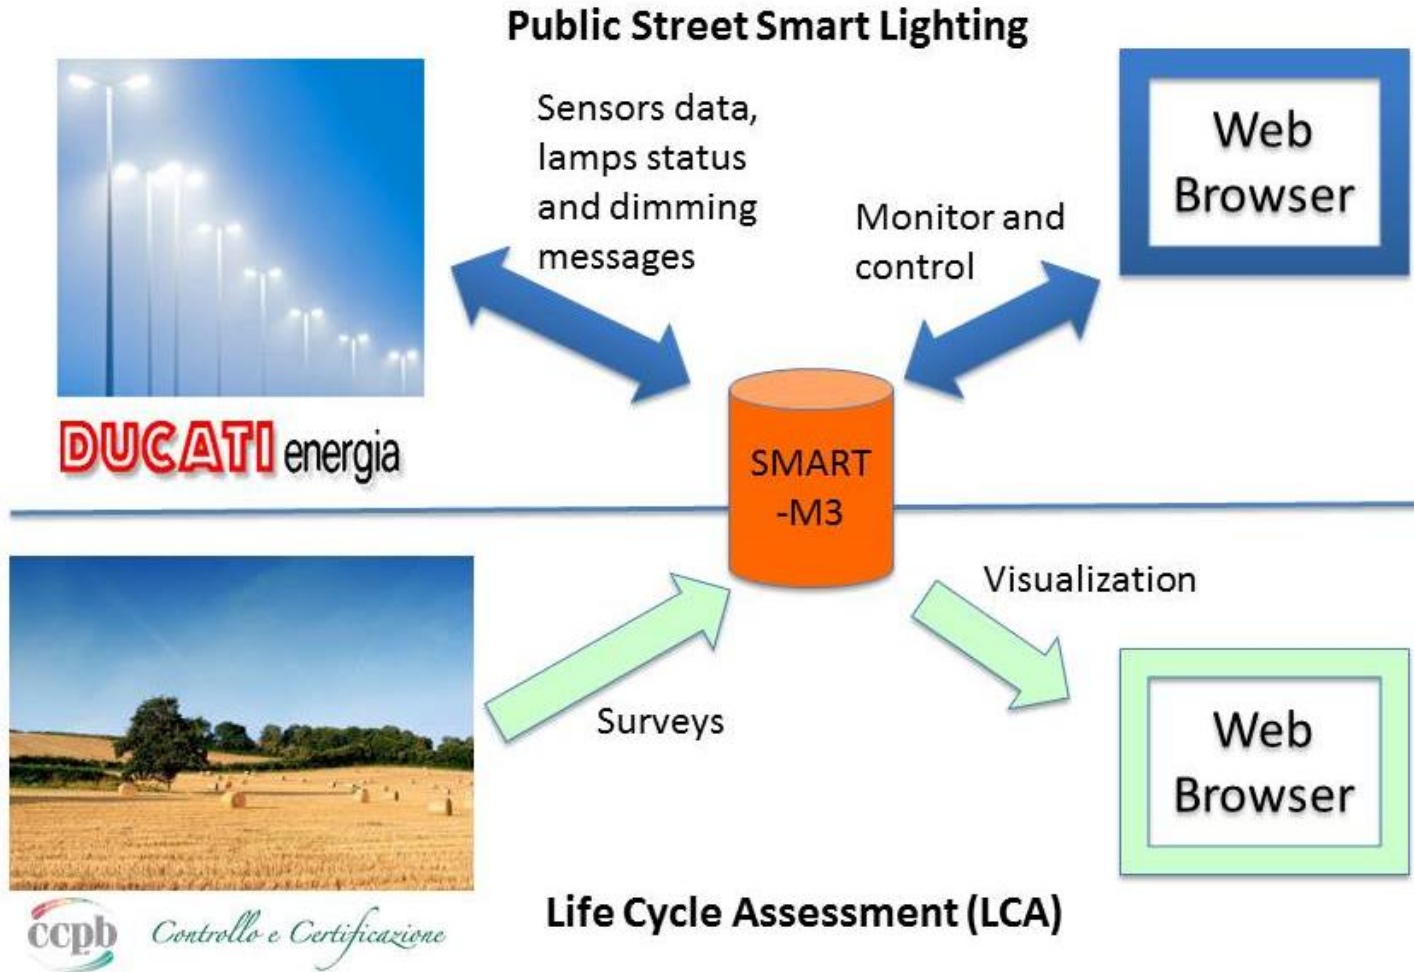 Public Street Smart Lighting
Sensors data,
lamps status
and dimming
messages
Monitor and
control
Web
Browser
DUCATI energia
SMART
-M3
Surveys
Visualization
Web
Browser
ccpb Controllo e Certificazione
Life Cycle Assessment (LCA)